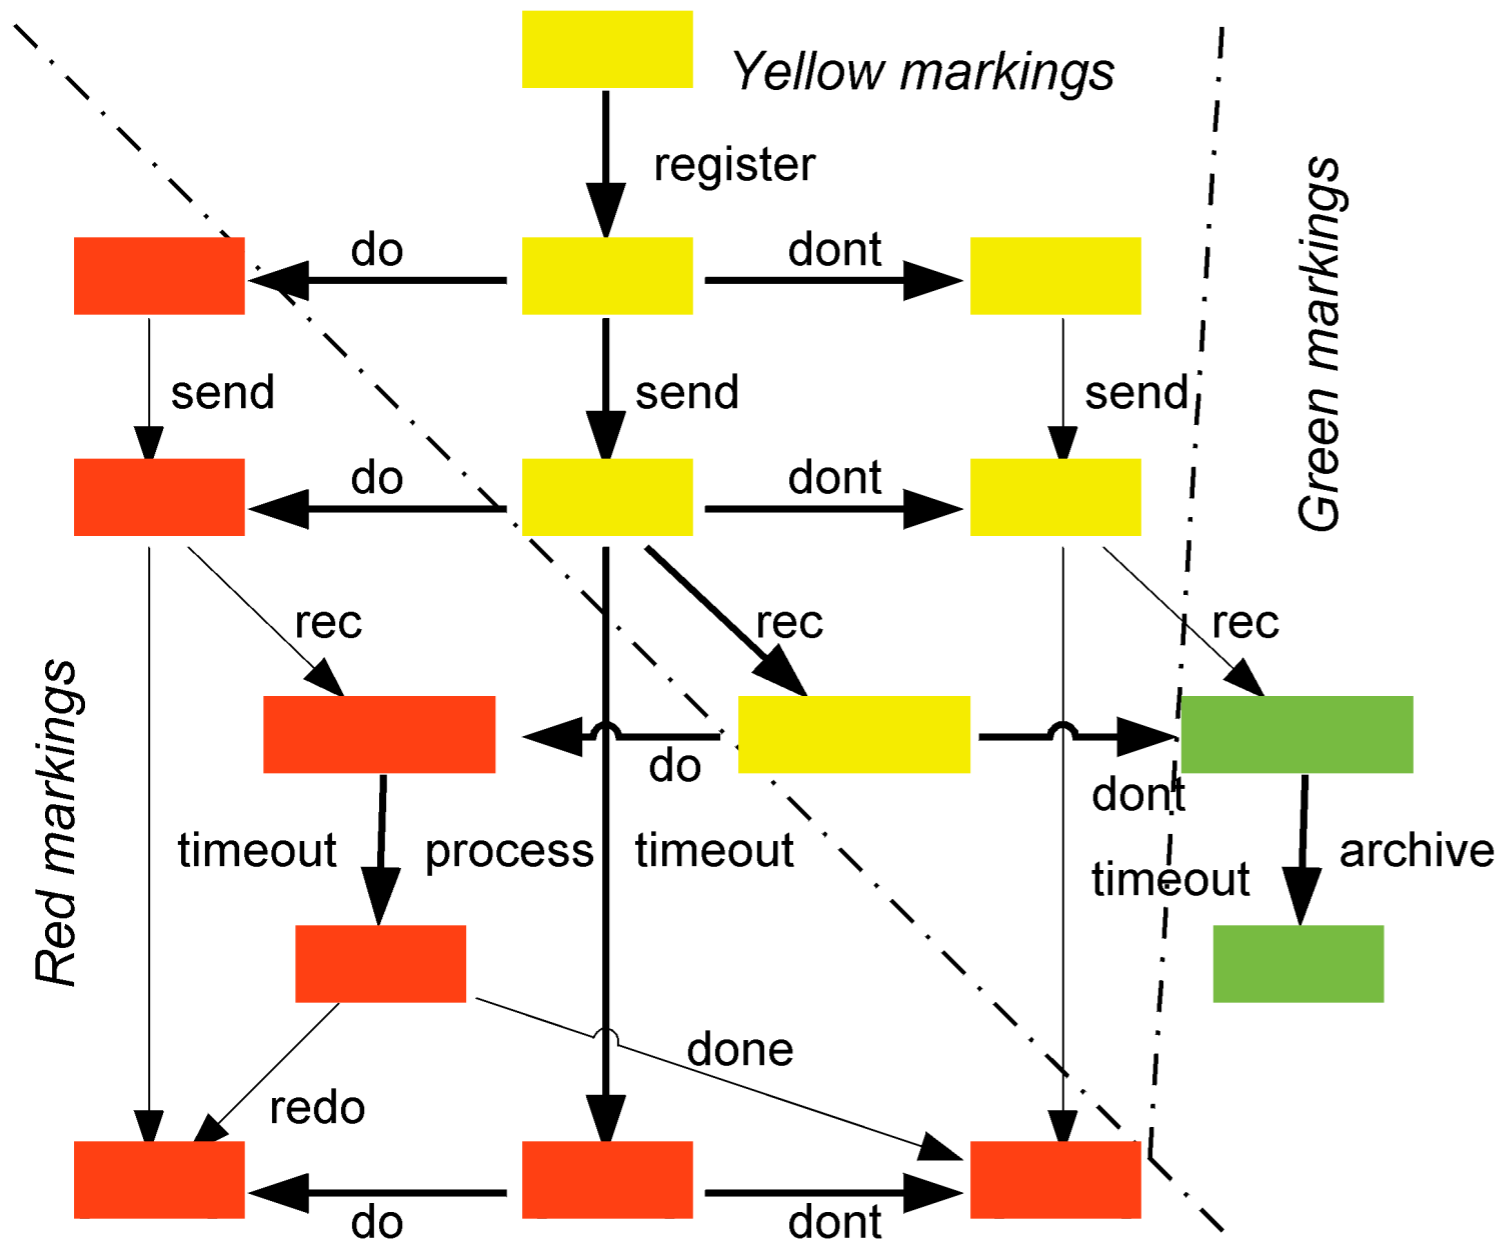 Yellow markings
register
Green markings
do
dont
send
send
send
do
dont
rec
rec
rec
Red markings
do
dont
timeout
process
timeout
timeout
archive
done
redo
do
dont